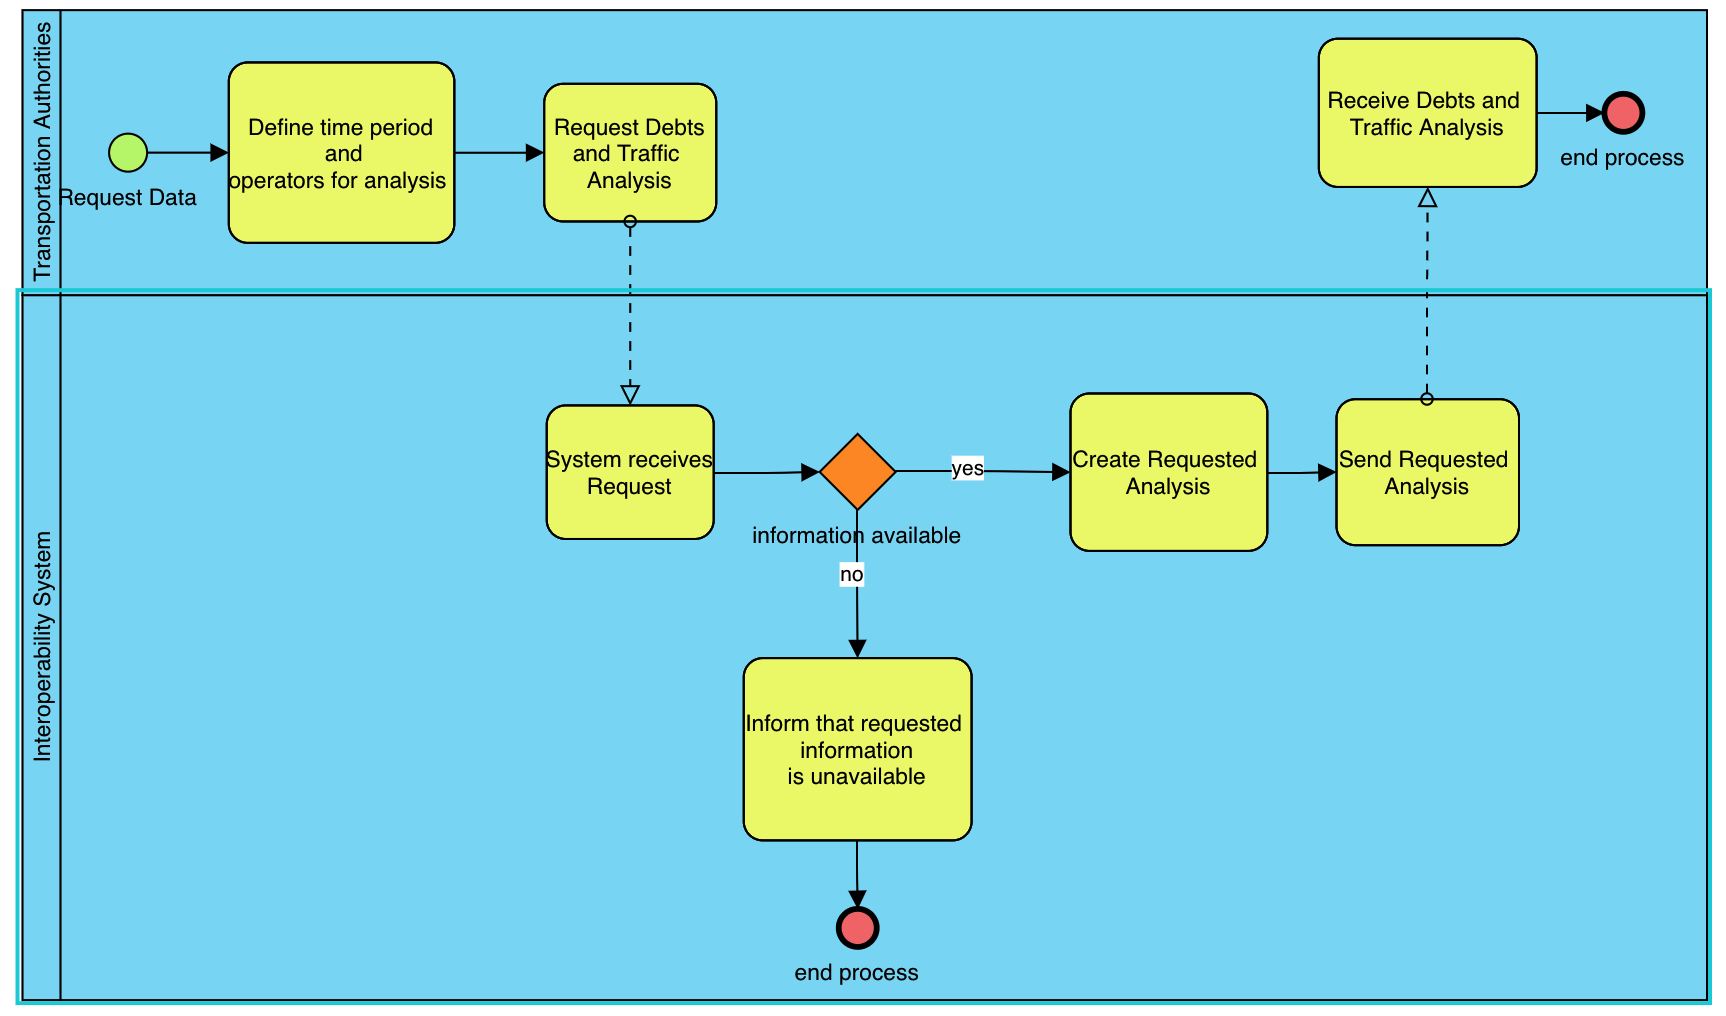 Transportation Authorities
Request Data
Define time period
and
operators for analysis
Request Debts
and Traffic
Analysis
Receive Debts and
Traffic Analysis
end process
Interoperability System
System receives
Request
information available
yes
no
Create Requested
Analysis
Send Requested
Analysis
Inform that requested
information
is unavailable
end process